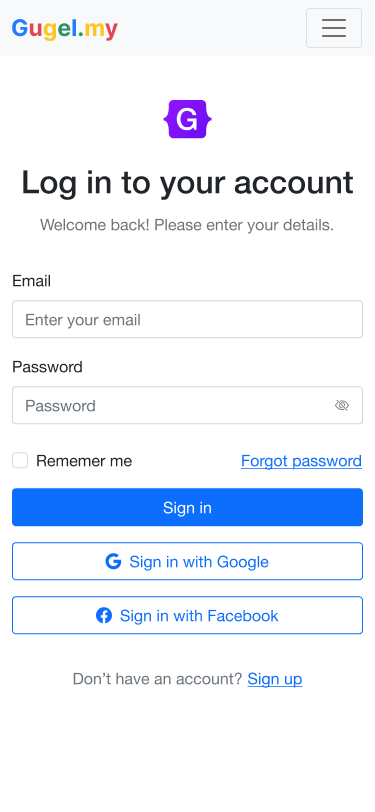 Gugel.my
G
Log in to your account
Welcome back! Please enter your details.
Email
Enter your email
Password
Password
Rememer me
Forgot password
Sign in
Sign in with Google
Sign in with Facebook
Don’t have an account? Sign up